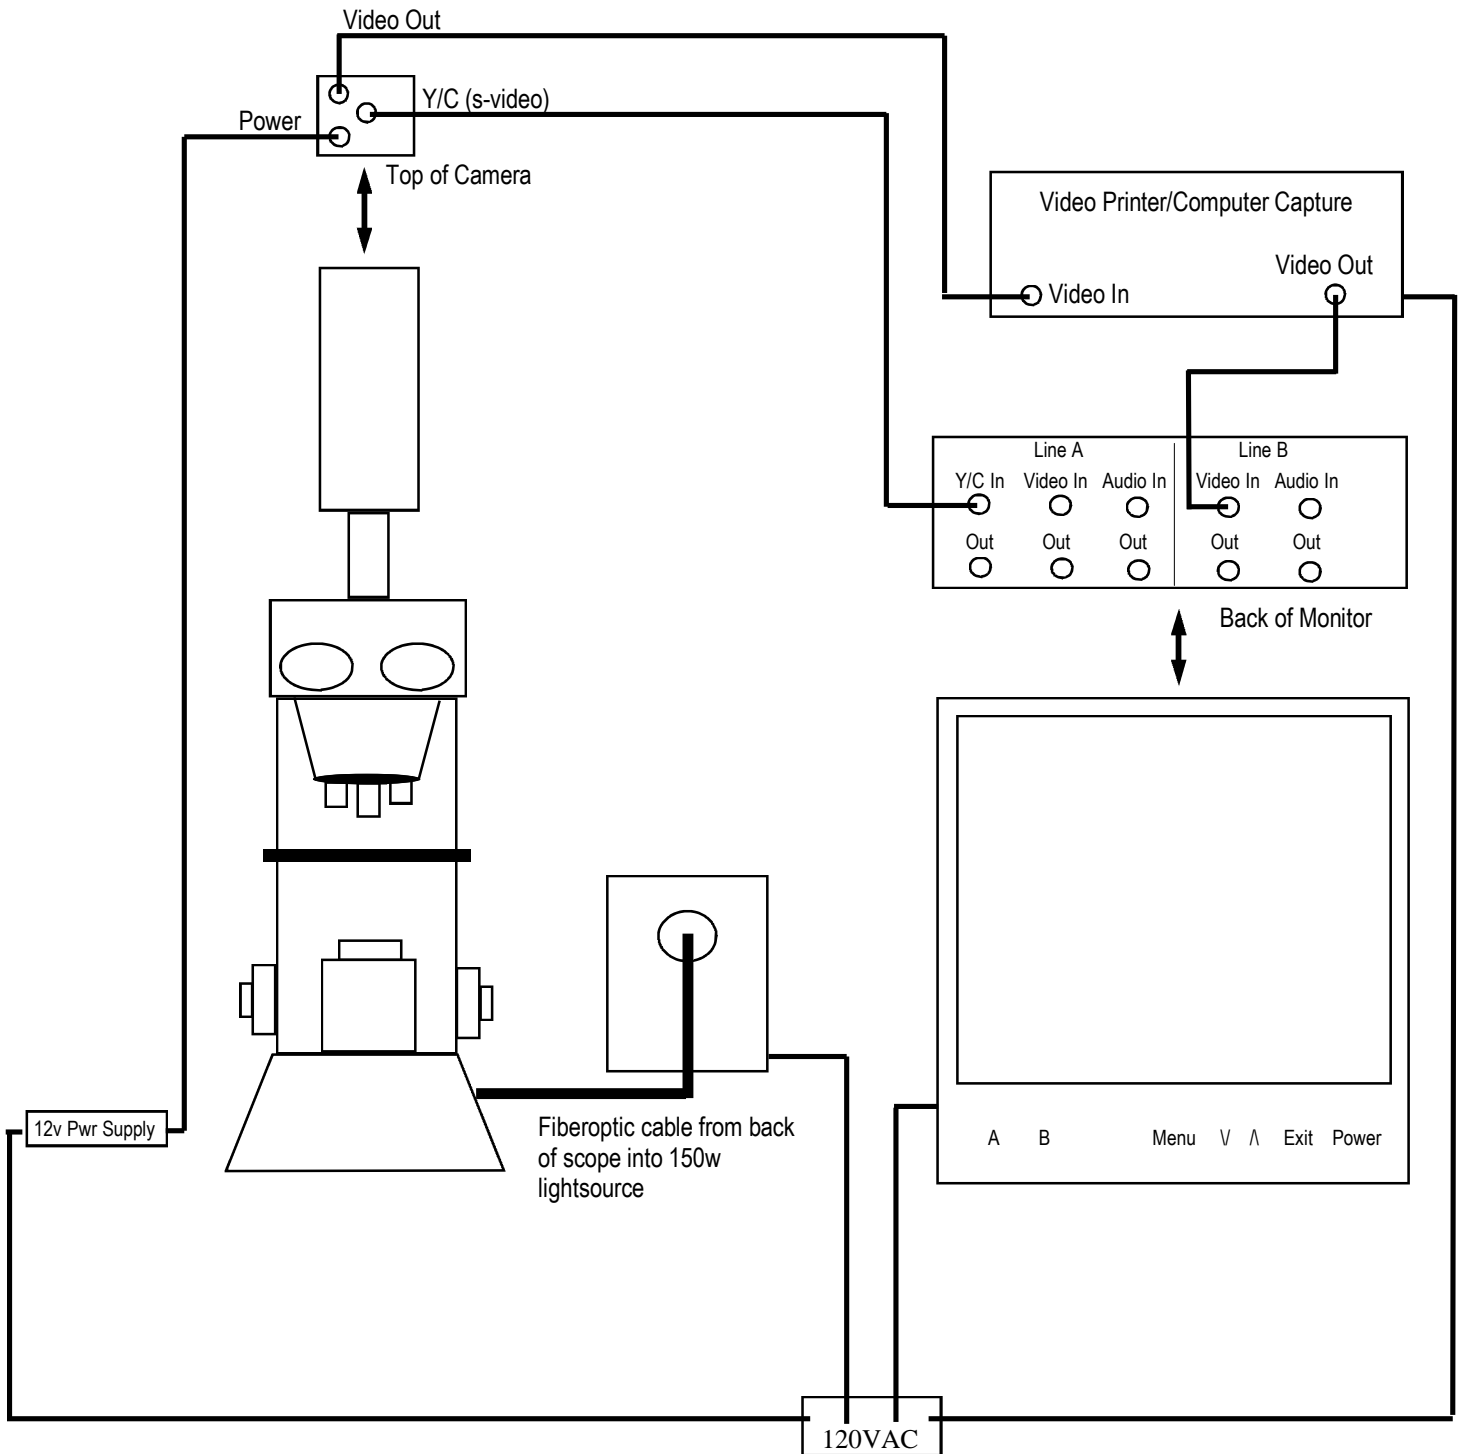 Video Out
Y/C (s-video)
Power
Top of Camera
Video Printer/Computer Capture
Video Out
Video In
Line A
Line B
Y/C In Video In Audio In Video In Audio In
Out Out Out Out Out
Back of Monitor
12v Pwr Supply
Fiberoptic cable from back
of scope into 150w
lightsource
A B Menu \/ /\ Exit Power
120VAC